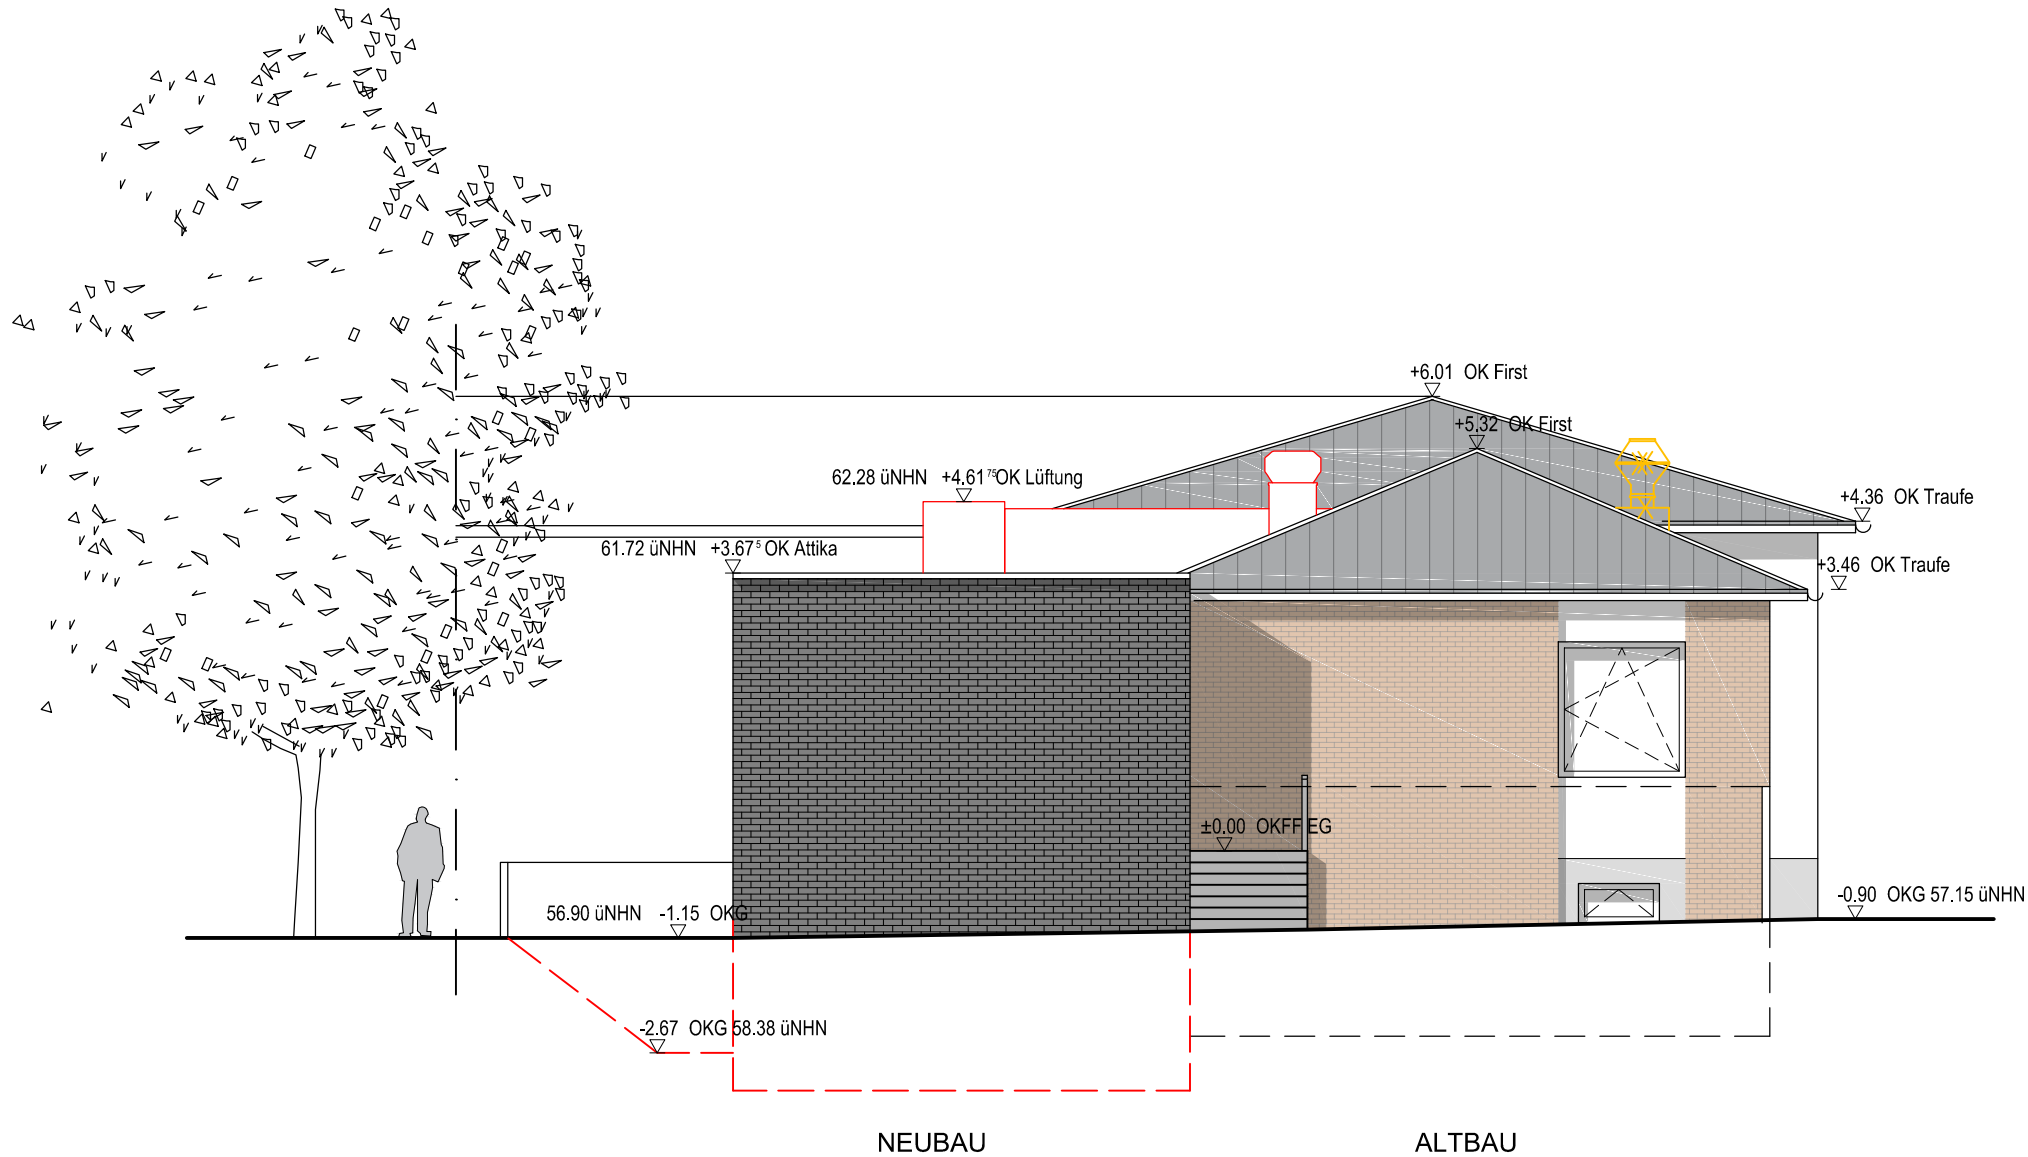 +6.01 OK First
+5.32 OK First
62.28 üNHN +4.61⁷⁵OK Lüftung
+4.36 OK Traufe
61.72 üNHN +3.67⁵ OK Attika
+3.46 OK Traufe
±0.00 OKFF EG
-0.90 OKG 57.15 üNHN
56.90 üNHN -1.15 OKG
-2.67 OKG 58.38 üNHN
NEUBAU ALTBAU